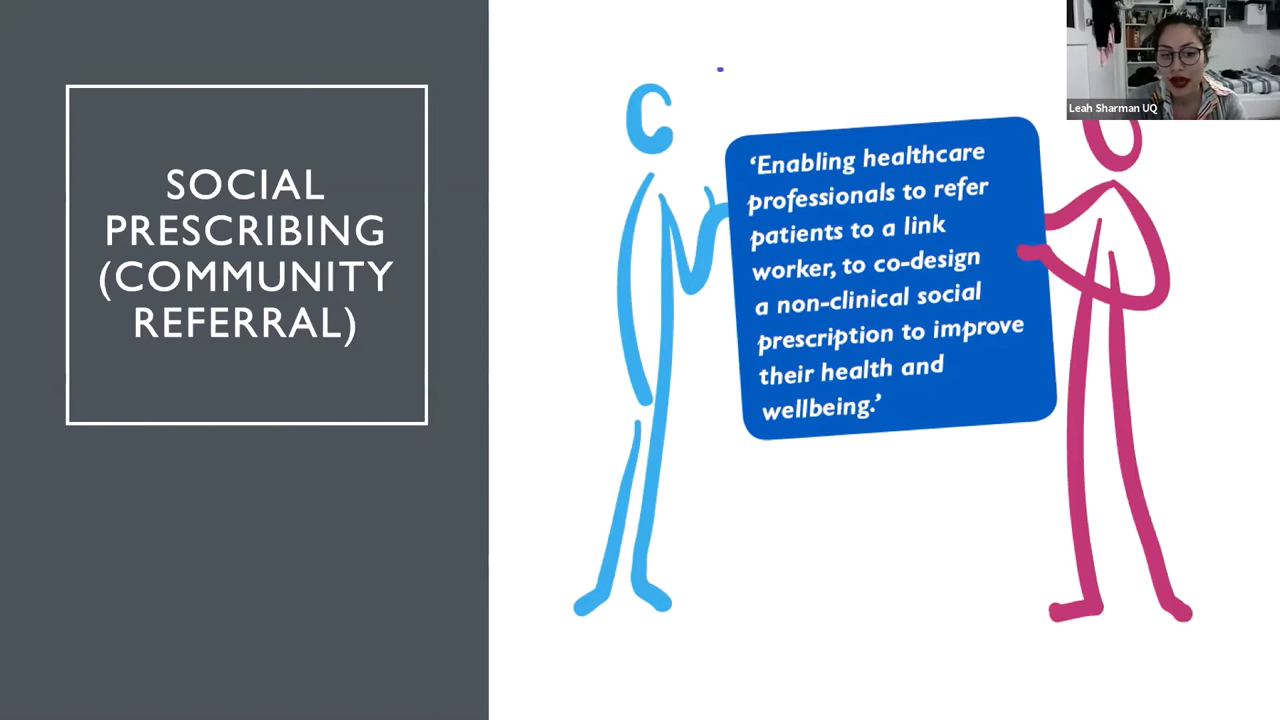 SOCIAL
PRESCRIBING
(COMMUNITY
REFERRAL)
‘Enabling healthcare
professionals to refer
patients to a link
worker, to co-design
a non-clinical social
prescription to improve
their health and
wellbeing.’
Leah Sharman UQ